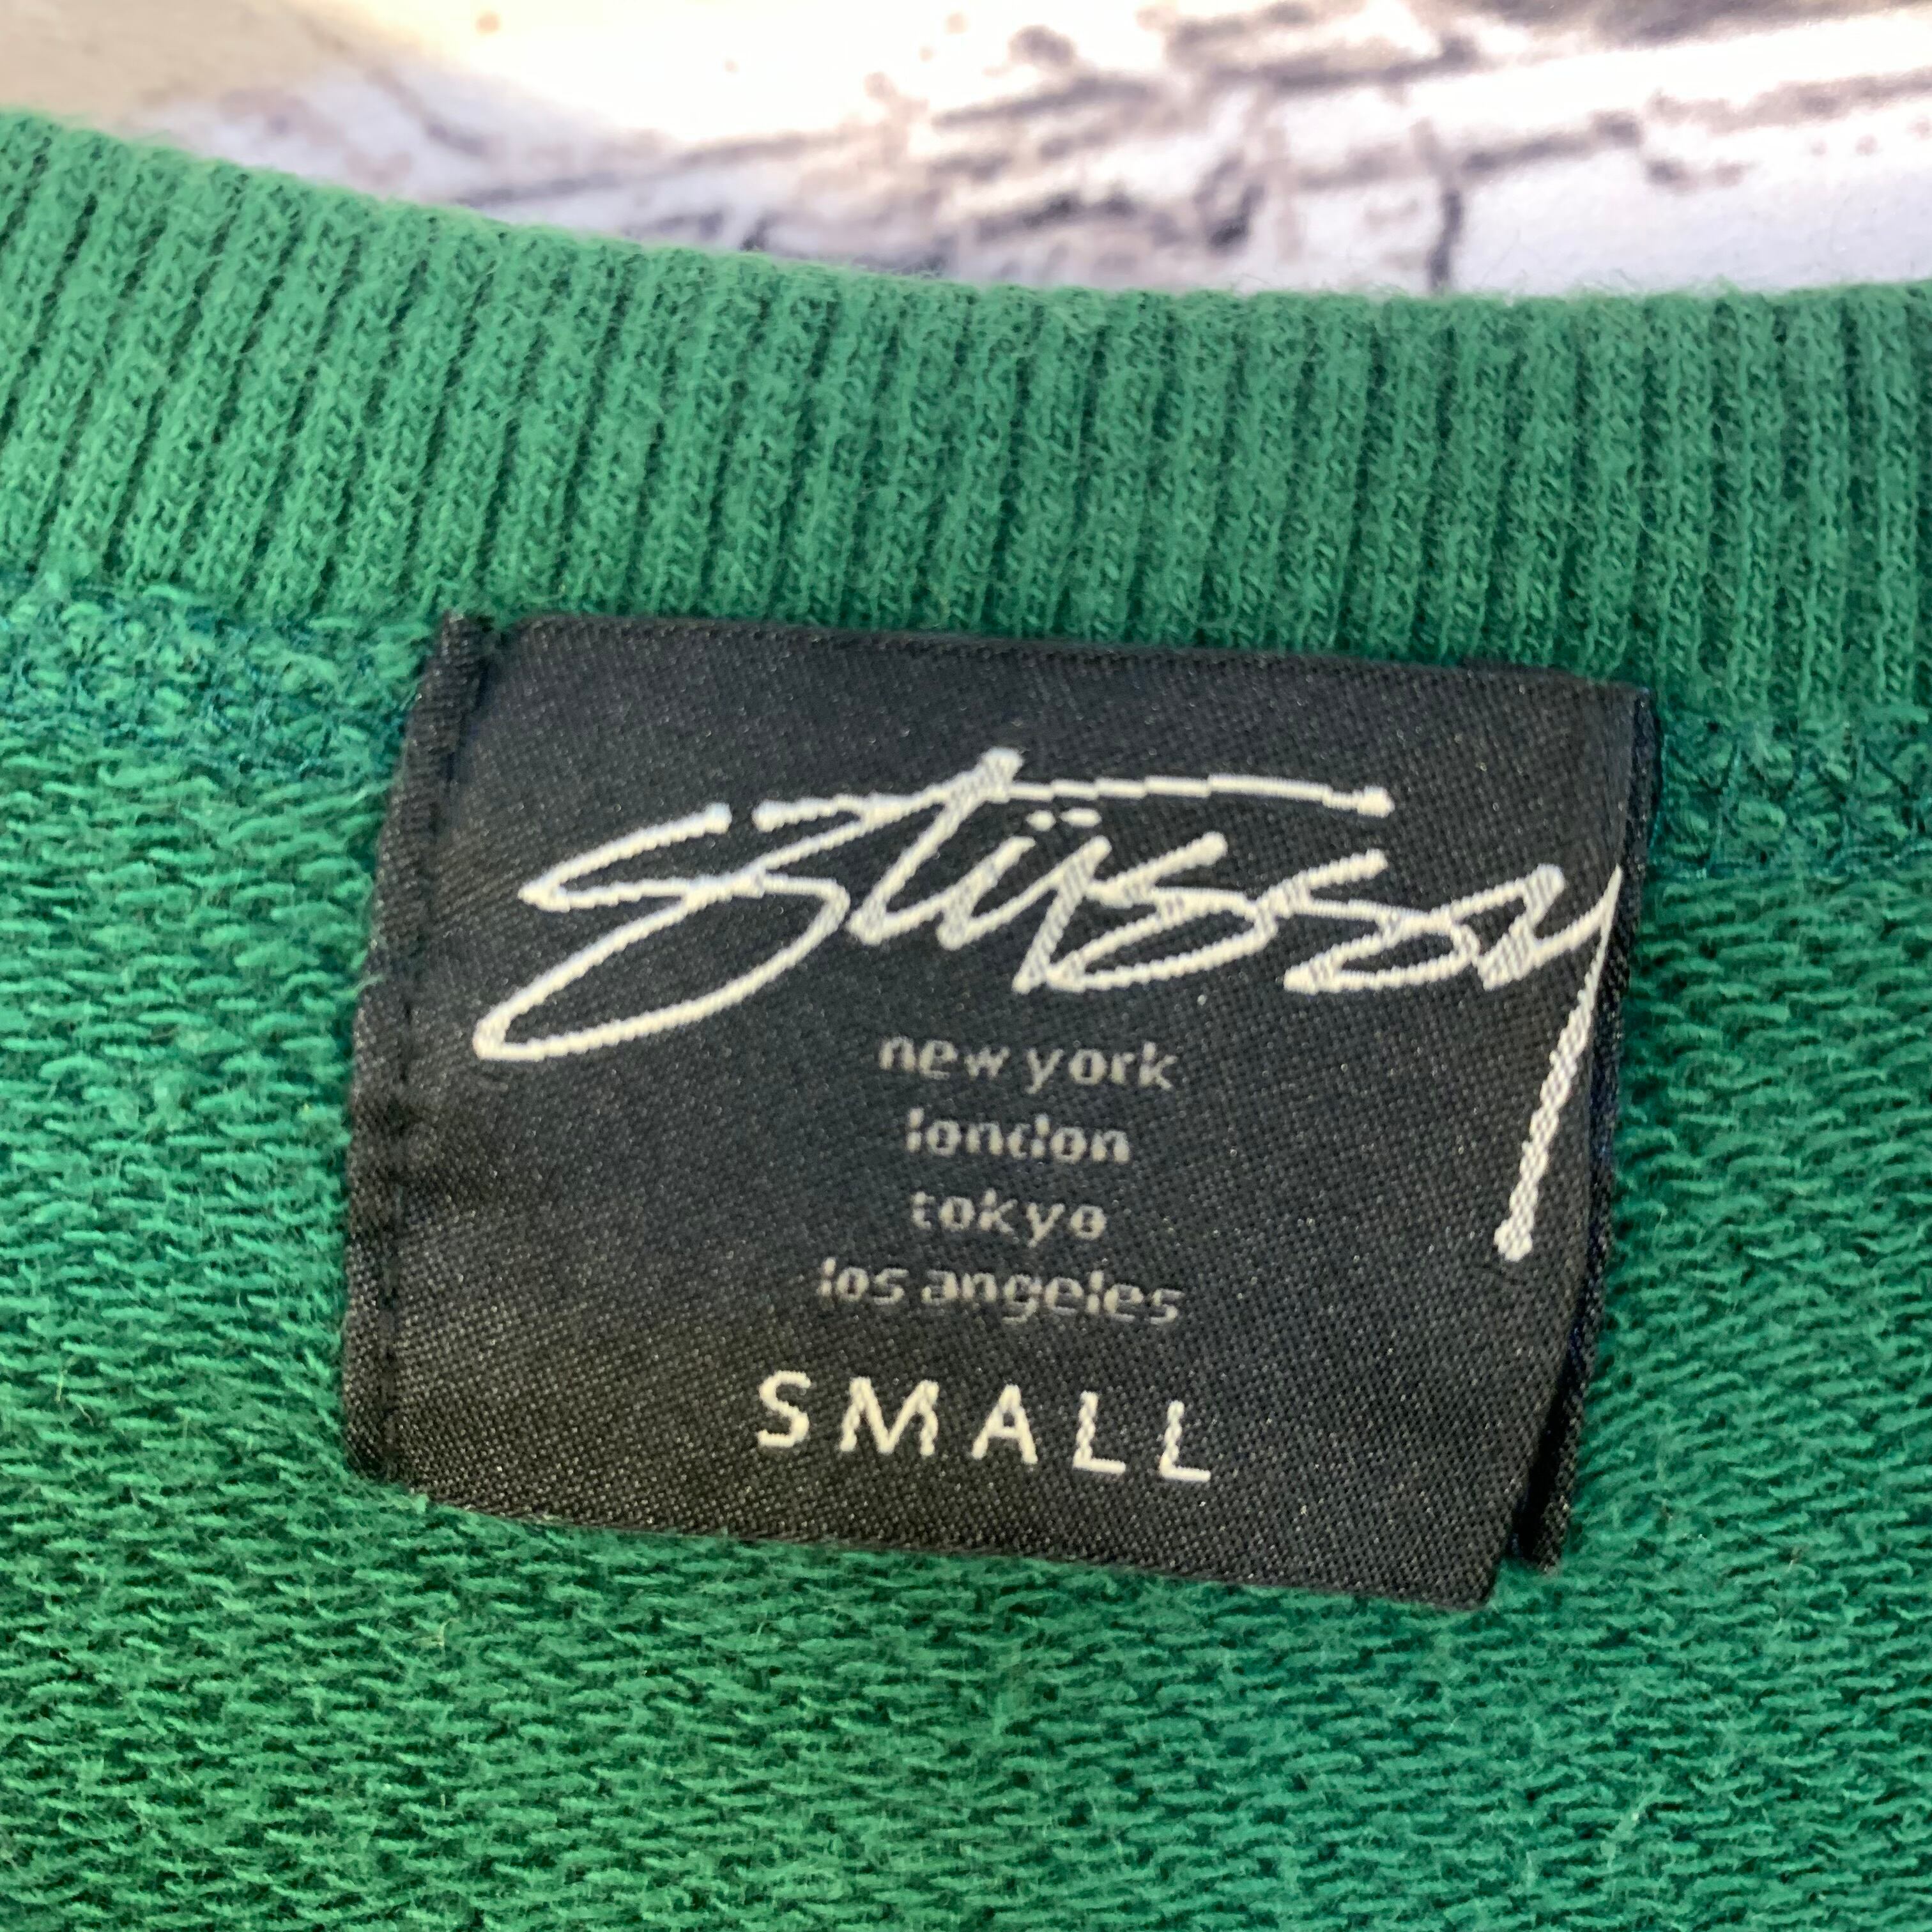 Stüssy
new york
london
tokyo
los angeles
SMALL